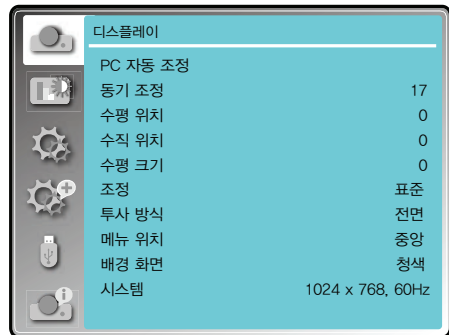 디스플레이
PC 자동 조정
동기 조정 17
수평 위치 0
수직 위치 0
수평 크기 0
조정 표준
투사 방식 전면
메뉴 위치 중앙
배경 화면 청색
시스템 1024 x 768, 60Hz